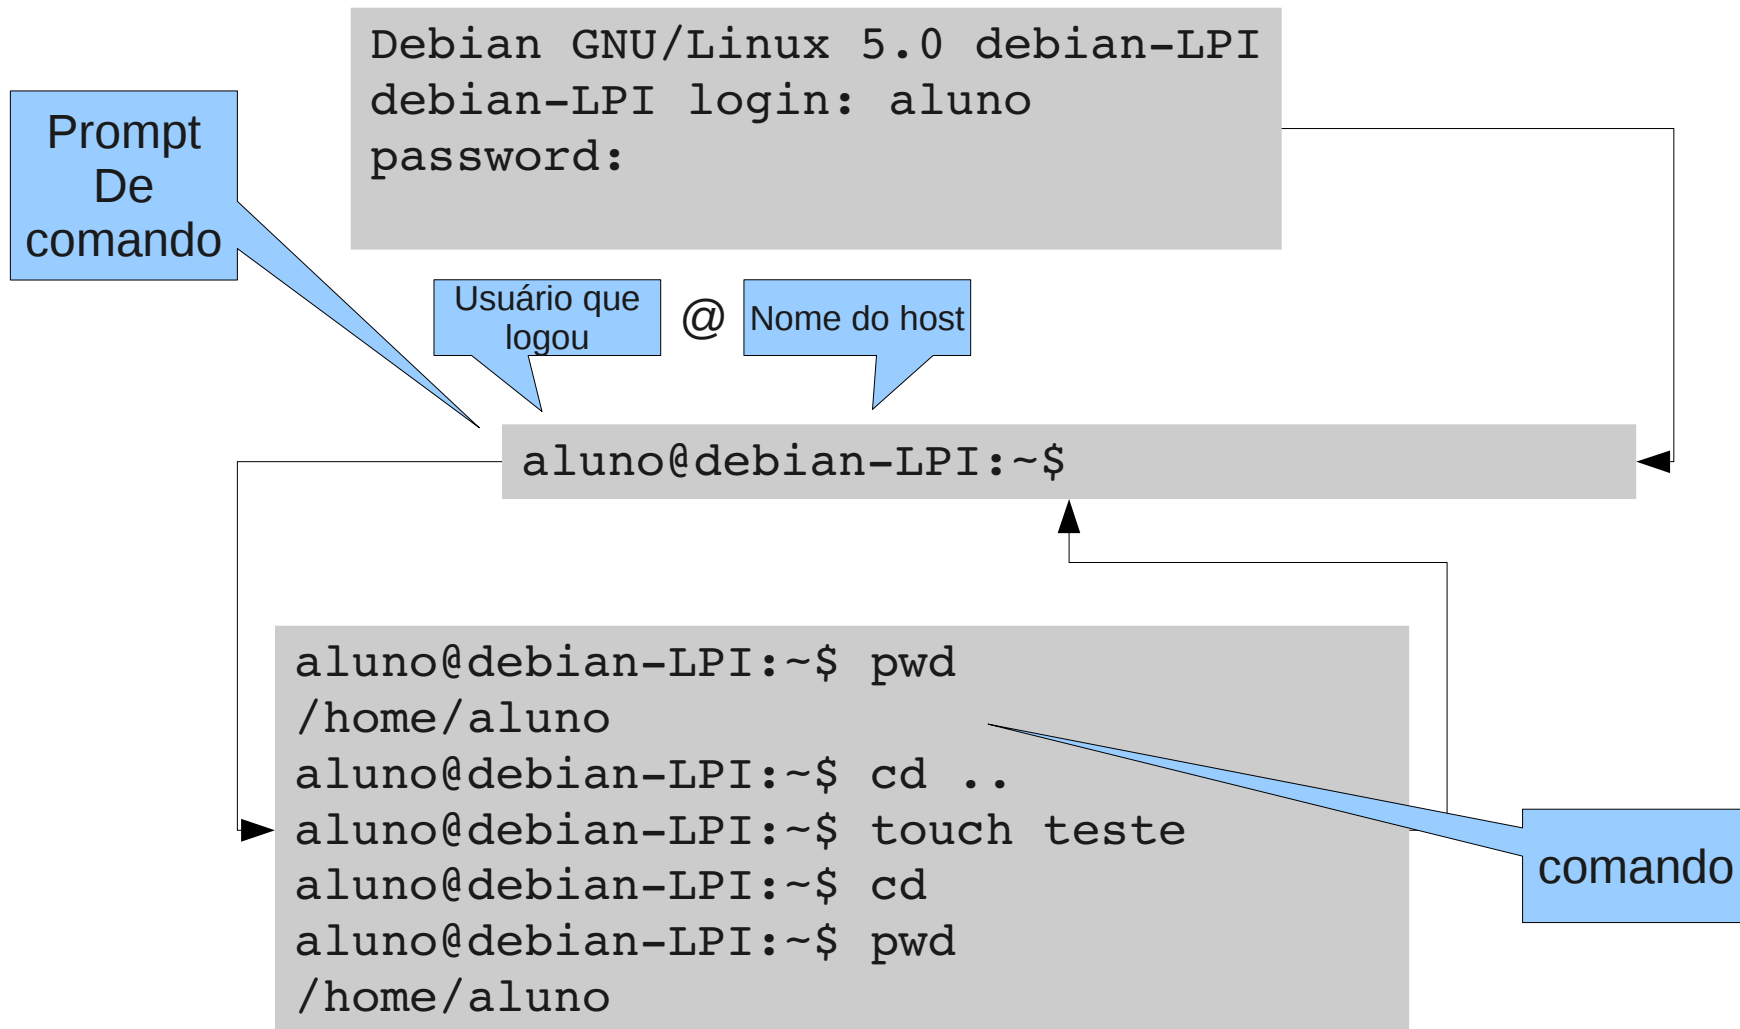 Debian GNU/Linux 5.0 debian-LPI
debian-LPI login: aluno
password:
Prompt
De
comando
Usuário que
logou
@
Nome do host
aluno@debian-LPI:~$
aluno@debian-LPI:~$ pwd
/home/aluno
aluno@debian-LPI:~$ cd ..
aluno@debian-LPI:~$ touch teste
aluno@debian-LPI:~$ cd
aluno@debian-LPI:~$ pwd
/home/aluno
comando